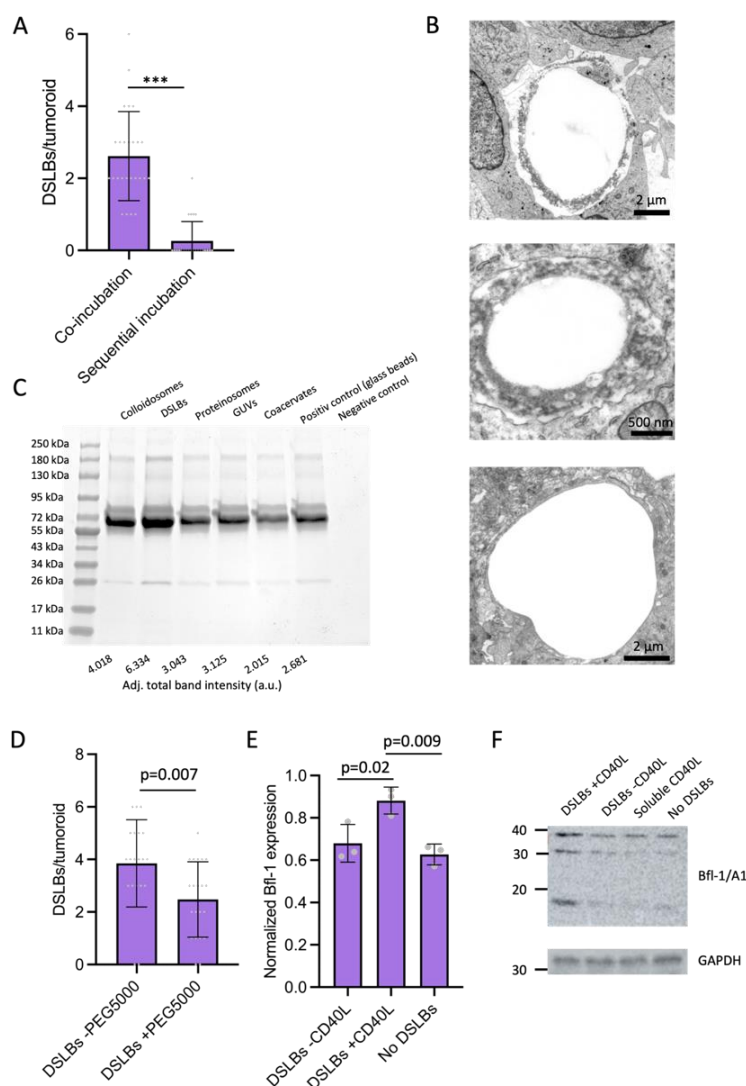 A
6
4
2
0
DSLBs/tumoroid
***
Co-incubation
Sequential incubation
B
2 µm
500 nm
2 µm
C
Colloidosomes
DSLBs
Proteinosomes
GUVs
Coacervates
Positiv control (glass beads)
Negative control
250 kDa
180 kDa
130 kDa
95 kDa
72 kDa
55 kDa
43 kDa
34 kDa
26 kDa
17 kDa
11 kDa
4.018
6.334
3.043
3.125
2.015
2.681
Adj. total band intensity (a.u.)
D
8
6
4
2
0
DSLBs/tumoroid
p=0.007
DSLBs -PEG5000
DSLBs +PEG5000
E
1.0
0.8
0.6
0.4
0.2
0.0
Normalized Bfl-1 expression
p=0.02
p=0.009
DSLBs -CD40L
DSLBs +CD40L
No DSLBs
F
DSLBs +CD40L
DSLBs -CD40L
Soluble CD40L
No DSLBs
40
30
20
Bfl-1/A1
30
GAPDH